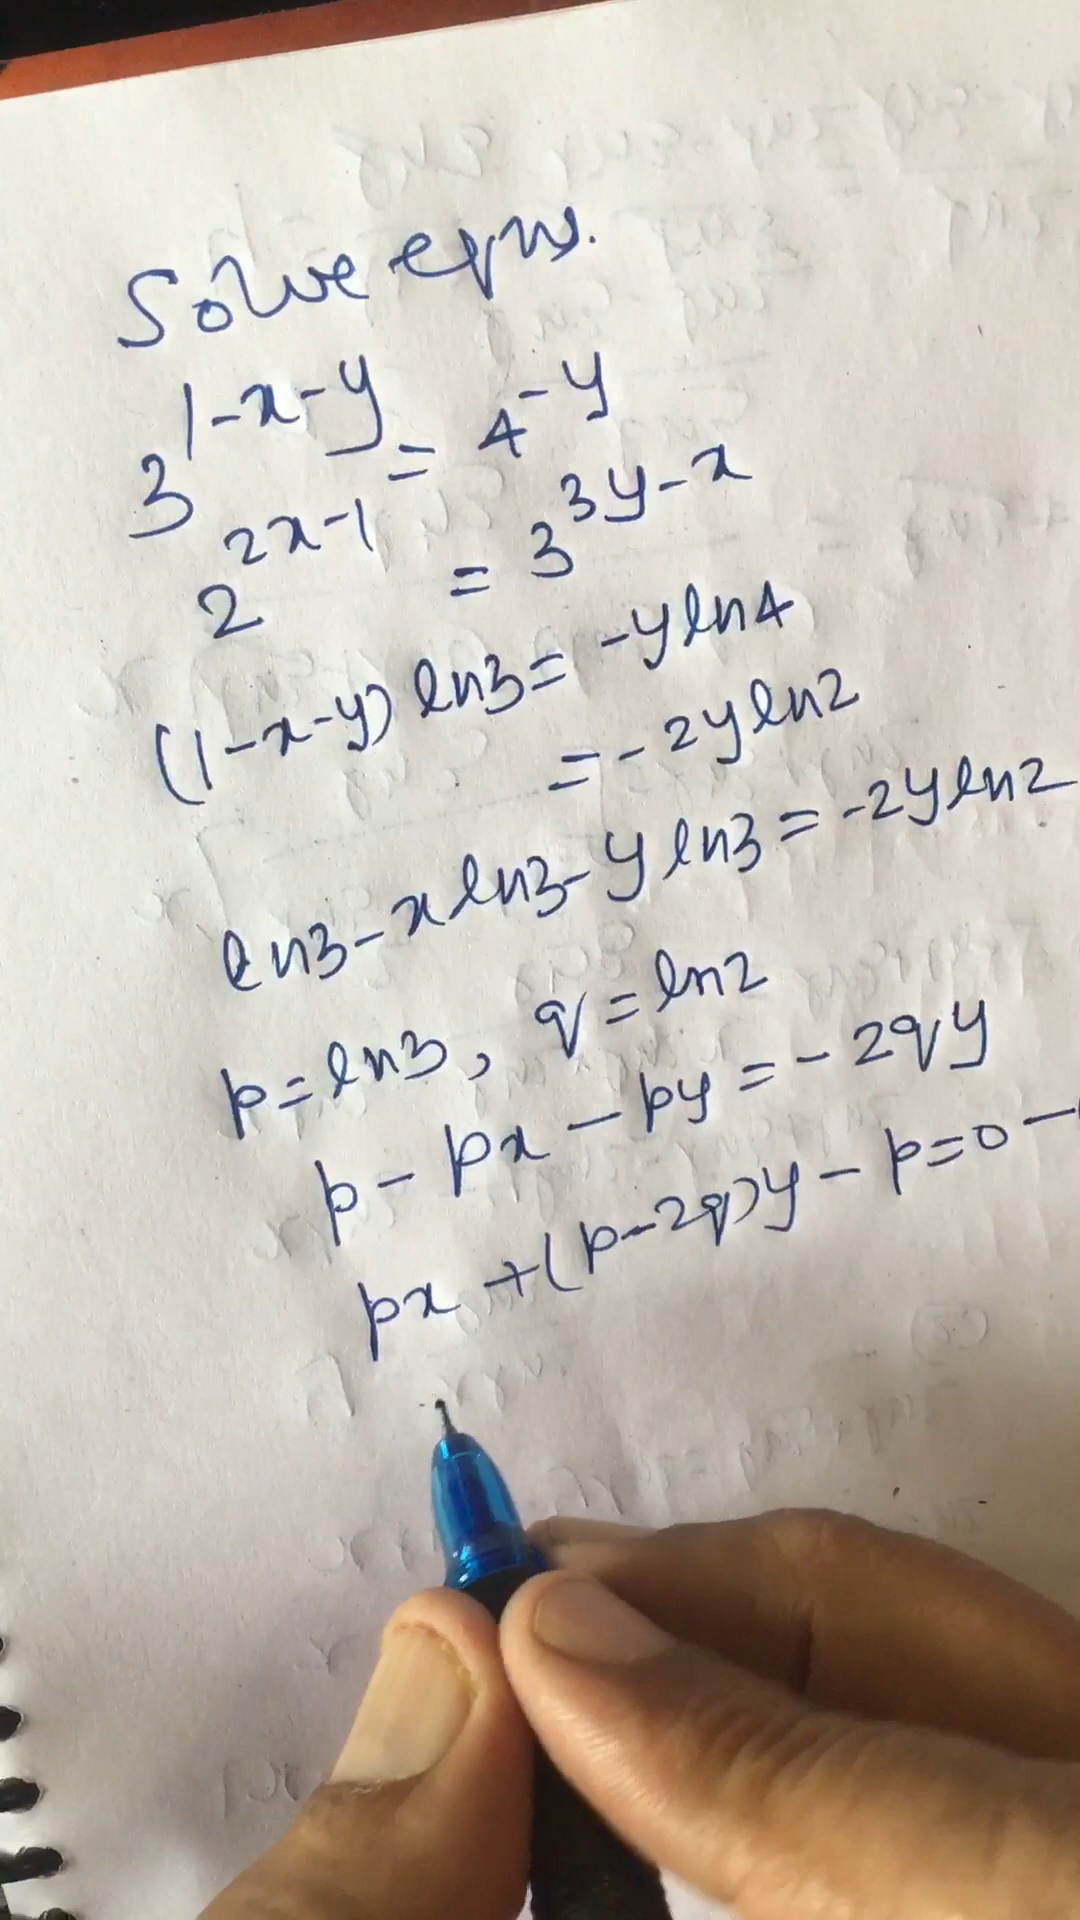 Solve eqns.
3^{1-x-y} = 4^{-y}
2^{2x-1} = 3^{3y-x}
(1-x-y) ln3 = -y ln4
= -2y ln2
ln3 - x ln3 - y ln3 = -2y ln2
p = ln3, q = ln2
p - px - py = -2qy
px + (p-2q)y - p = 0 -